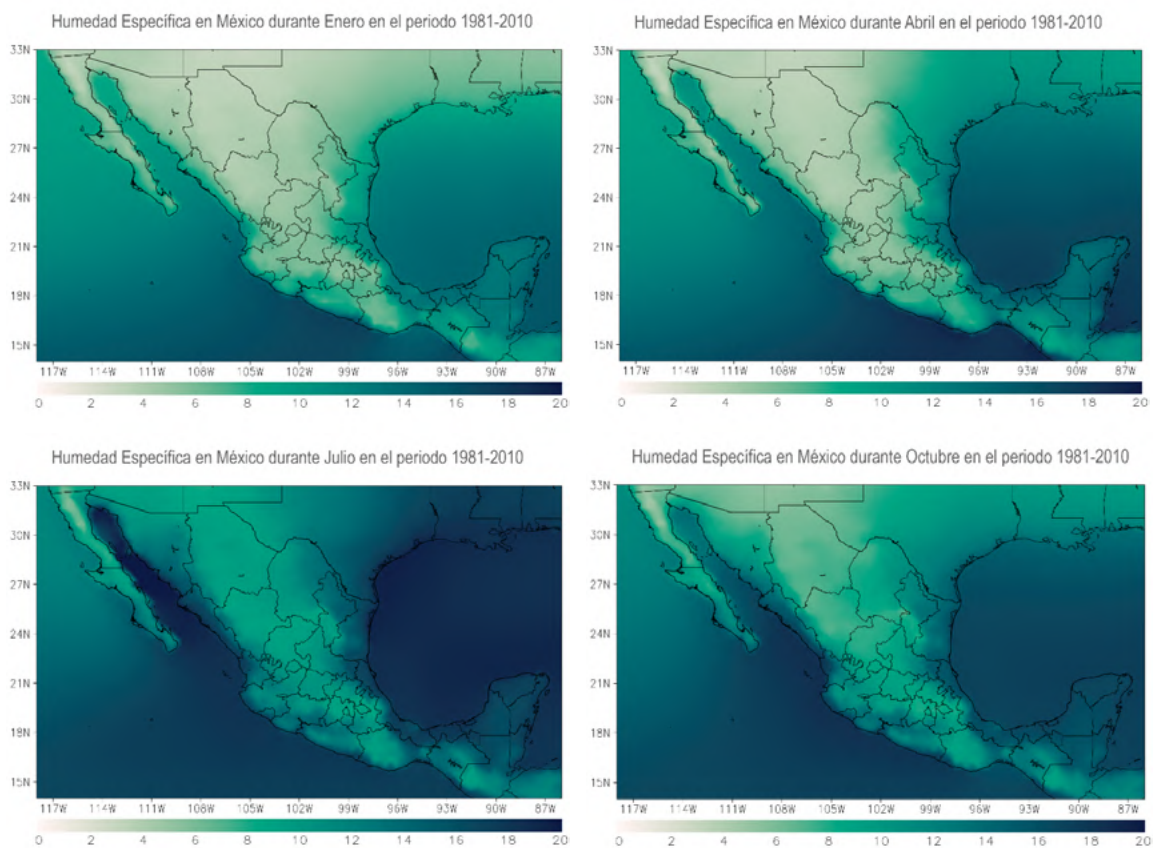 Humedad Específica en México durante Enero en el periodo 1981-2010
33N
30N
27N
24N
21N
18N
15N
117W 114W 111W 108W 105W 102W 99W 96W 93W 90W 87W
0 2 4 6 8 10 12 14 16 18 20
Humedad Específica en México durante Abril en el periodo 1981-2010
33N
30N
27N
24N
21N
18N
15N
117W 114W 111W 108W 105W 102W 99W 96W 93W 90W 87W
0 2 4 6 8 10 12 14 16 18 20
Humedad Específica en México durante Julio en el periodo 1981-2010
33N
30N
27N
24N
21N
18N
15N
117W 114W 111W 108W 105W 102W 99W 96W 93W 90W 87W
0 2 4 6 8 10 12 14 16 18 20
Humedad Específica en México durante Octubre en el periodo 1981-2010
33N
30N
27N
24N
21N
18N
15N
117W 114W 111W 108W 105W 102W 99W 96W 93W 90W 87W
0 2 4 6 8 10 12 14 16 18 20